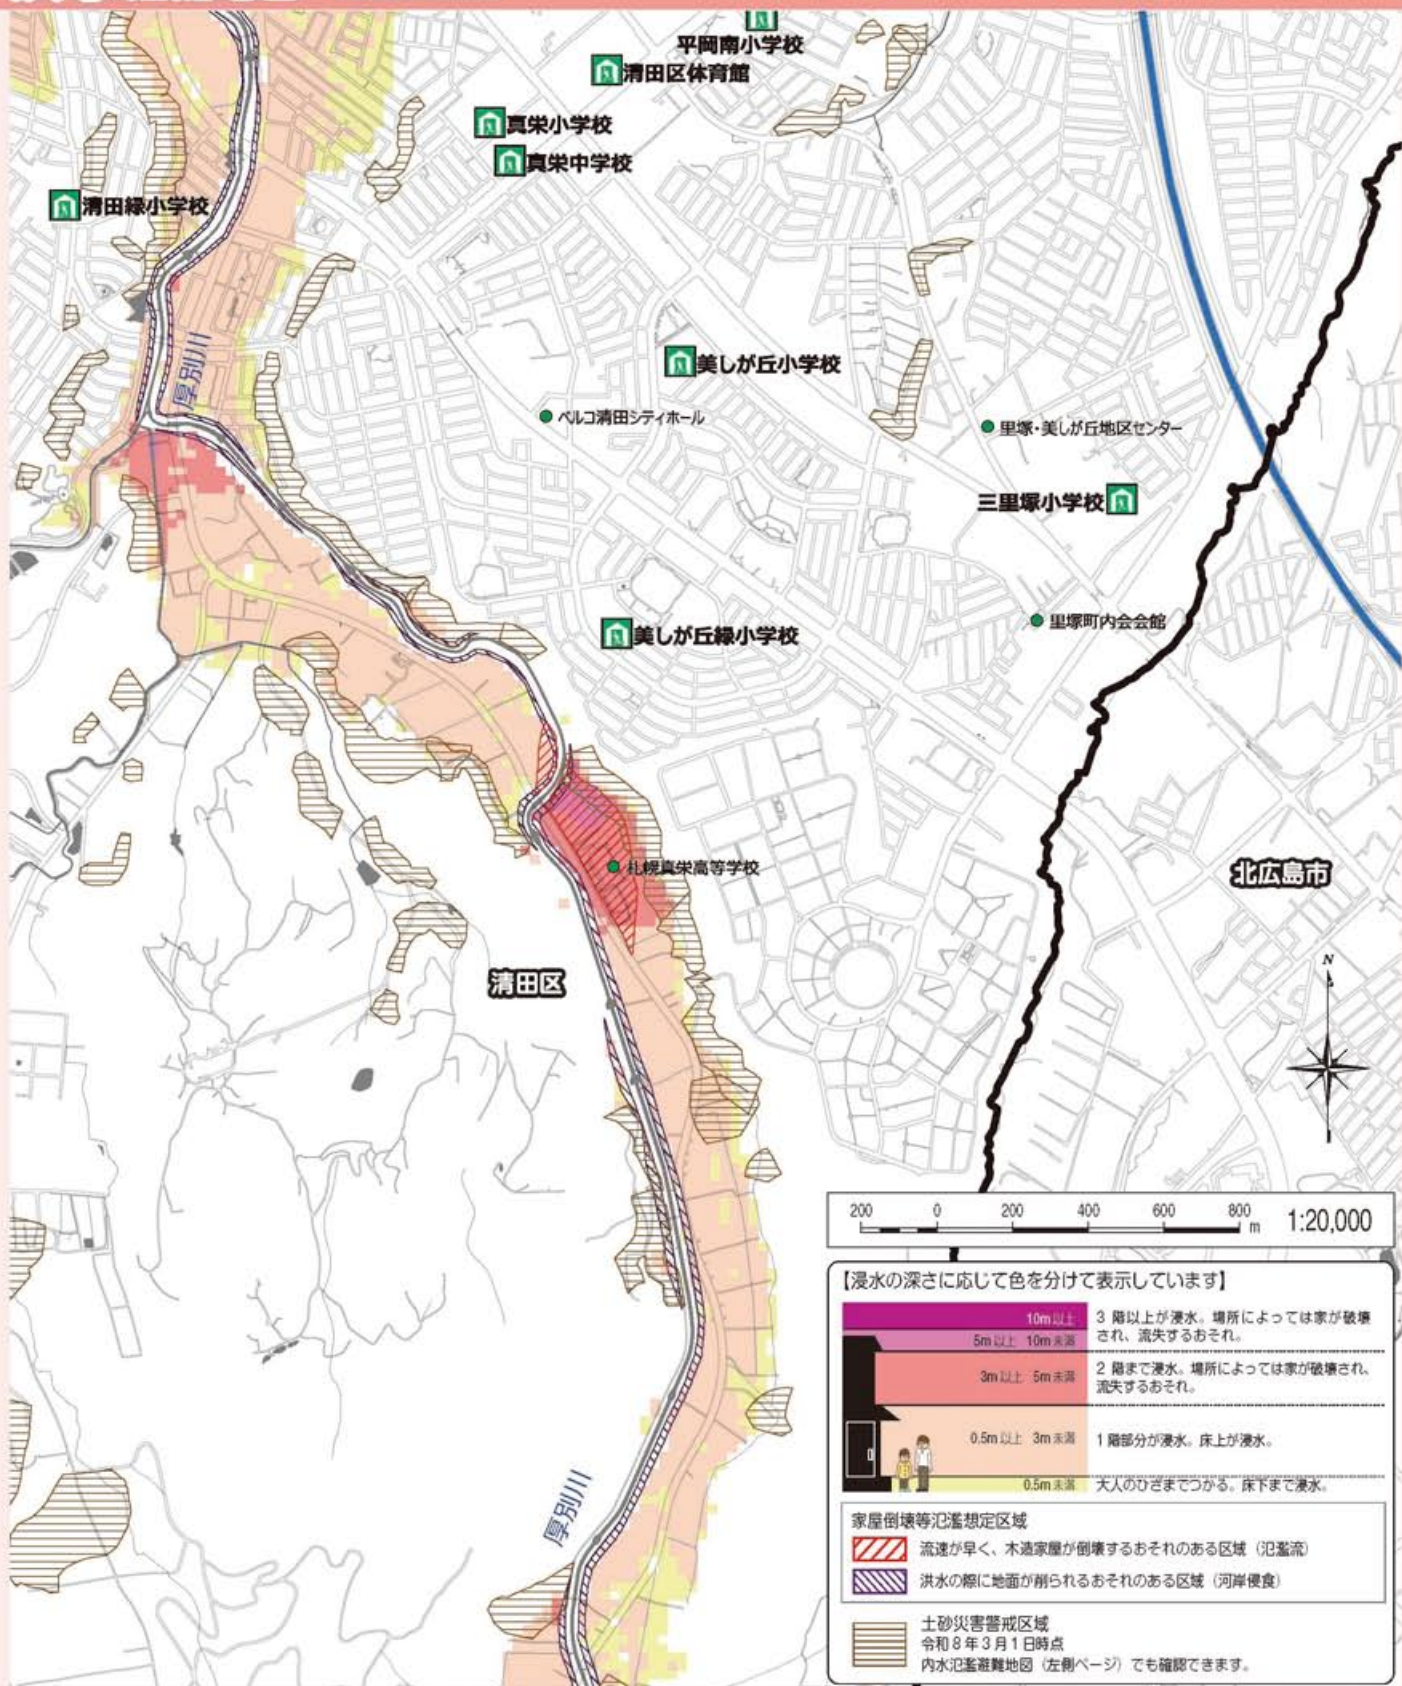 平岡南小学校
清田区体育館
真栄小学校
真栄中学校
清田緑小学校
厚別川
美しが丘小学校
ベルコ清田シティホール
里塚・美しが丘地区センター
三里塚小学校
里塚町内会会館
美しが丘緑小学校
札幌真栄高等学校
北広島市
清田区
N
厚別川
200 0 200 400 600 800 m 1:20,000
【浸水の深さに応じて色を分けて表示しています】
10m以上
5m以上 10m未満
3階以上が浸水。場所によっては家が破壊
され、流失するおそれ。
3m以上 5m未満
2階まで浸水。場所によっては家が破壊され、
流失するおそれ。
0.5m以上 3m未満
1階部分が浸水。床上が浸水。
0.5m未満
大人のひざまでつかる。床下まで浸水。
家屋倒壊等氾濫想定区域
流速が早く、木造家屋が倒壊するおそれのある区域（氾濫流）
洪水の際に地面が削られるおそれのある区域（河岸侵食）
土砂災害警戒区域
令和8年3月1日時点
内水氾濫避難地図（左側ページ）でも確認できます。